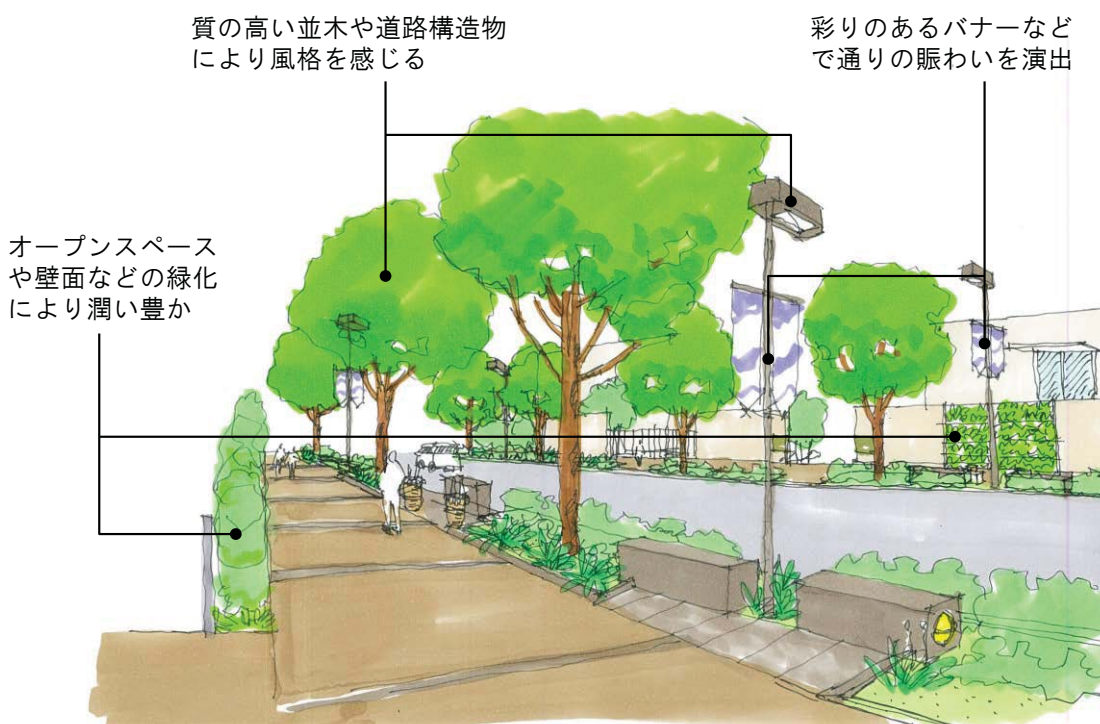 質の高い並木や道路構造物
により風格を感じる
彩りのあるバナーなど
で通りの賑わいを演出
オープンスペース
や壁面などの緑化
により潤い豊か